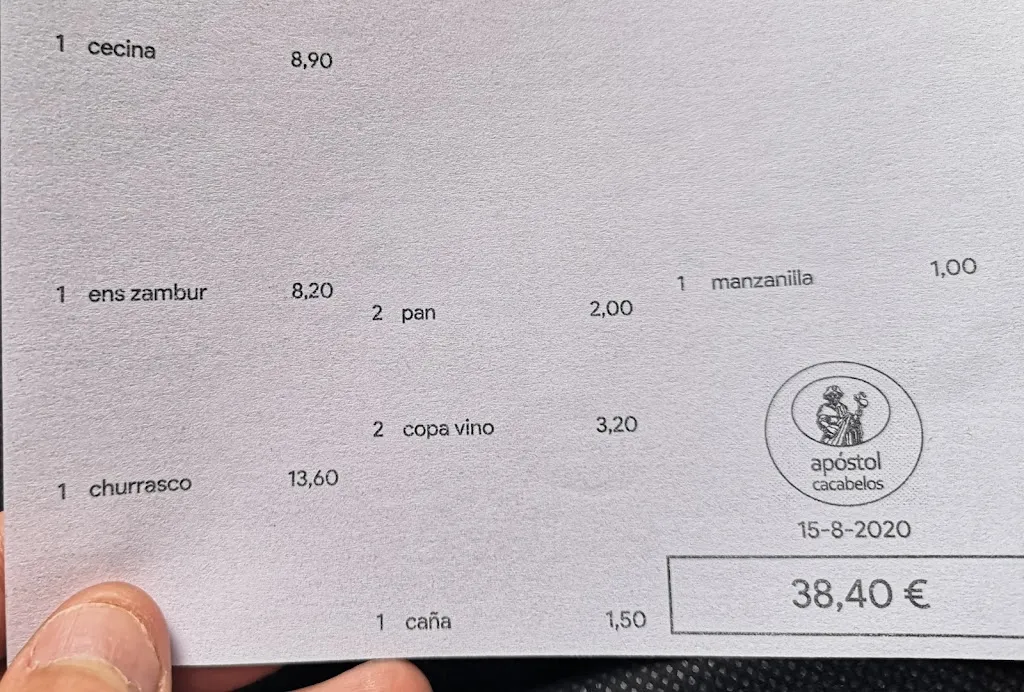 1 cecina 8,90
1 ens zambur 8,20
1 churrasco 13,60
2 pan 2,00
2 copa vino 3,20
1 caña 1,50
1 manzanilla 1,00
apóstol
cacabelos
15-8-2020
38,40 €